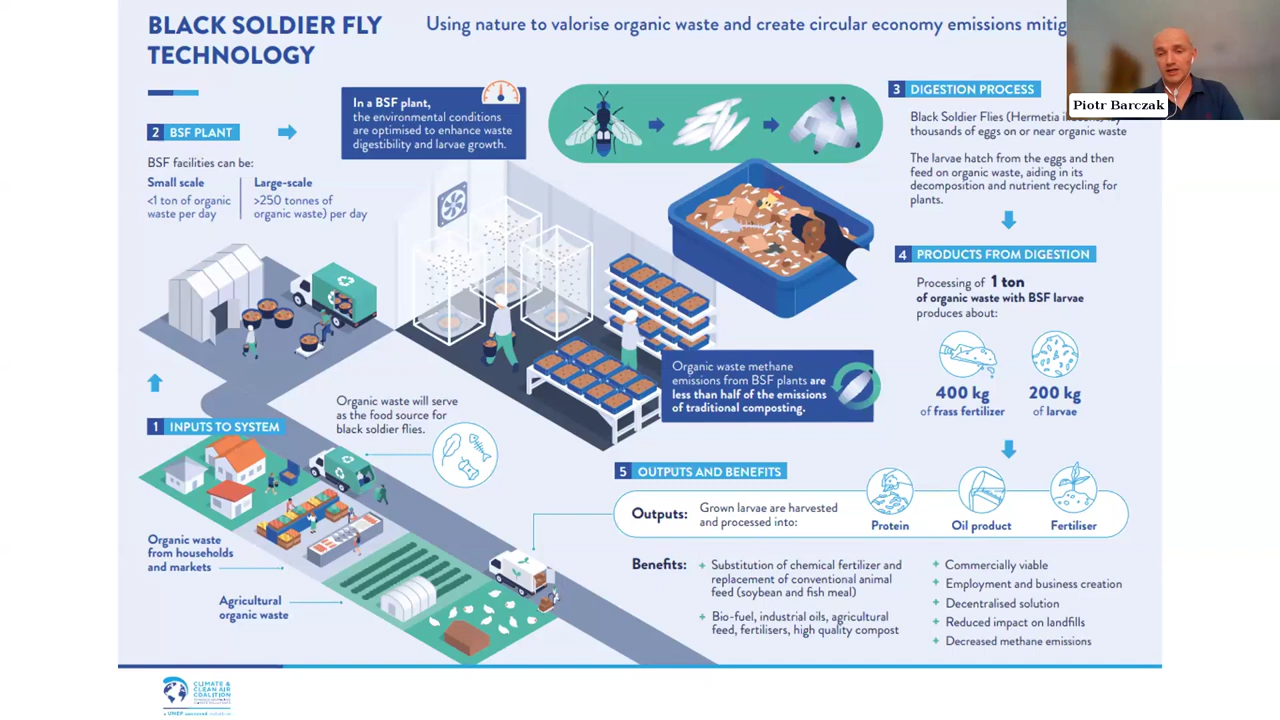 BLACK SOLDIER FLY
TECHNOLOGY
Using nature to valorise organic waste and create circular economy emissions mitig
Piotr Barczak
2 BSF PLANT
BSF facilities can be:
Small scale
<1 ton of organic
waste per day
Large-scale
>250 tonnes of
organic waste) per day
In a BSF plant,
the environmental conditions
are optimised to enhance waste
digestibility and larvae growth.
3 DIGESTION PROCESS
Black Soldier Flies (Hermetia
thousands of eggs on or near organic waste
The larvae hatch from the eggs and then
feed on organic waste, aiding in its
decomposition and nutrient recycling for
plants.
4 PRODUCTS FROM DIGESTION
Processing of 1 ton
of organic waste with BSF larvae
produces about:
400 kg
of frass fertilizer
200 kg
of larvae
Organic waste methane
emissions from BSF plants are
less than half of the emissions
of traditional composting.
Organic waste will serve
as the food source for
black soldier flies.
1 INPUTS TO SYSTEM
Organic waste
from households
and markets
Agricultural
organic waste
5 OUTPUTS AND BENEFITS
Outputs:
Grown larvae are harvested
and processed into:
Protein
Oil product
Fertiliser
Benefits:
+ Substitution of chemical fertilizer and
replacement of conventional animal
feed (soybean and fish meal)
+ Bio-fuel, industrial oils, agricultural
feed, fertilisers, high quality compost
+ Commercially viable
+ Employment and business creation
+ Decentralised solution
+ Reduced impact on landfills
+ Decreased methane emissions
CLIMATE &
CLEAN AIR
COALITION